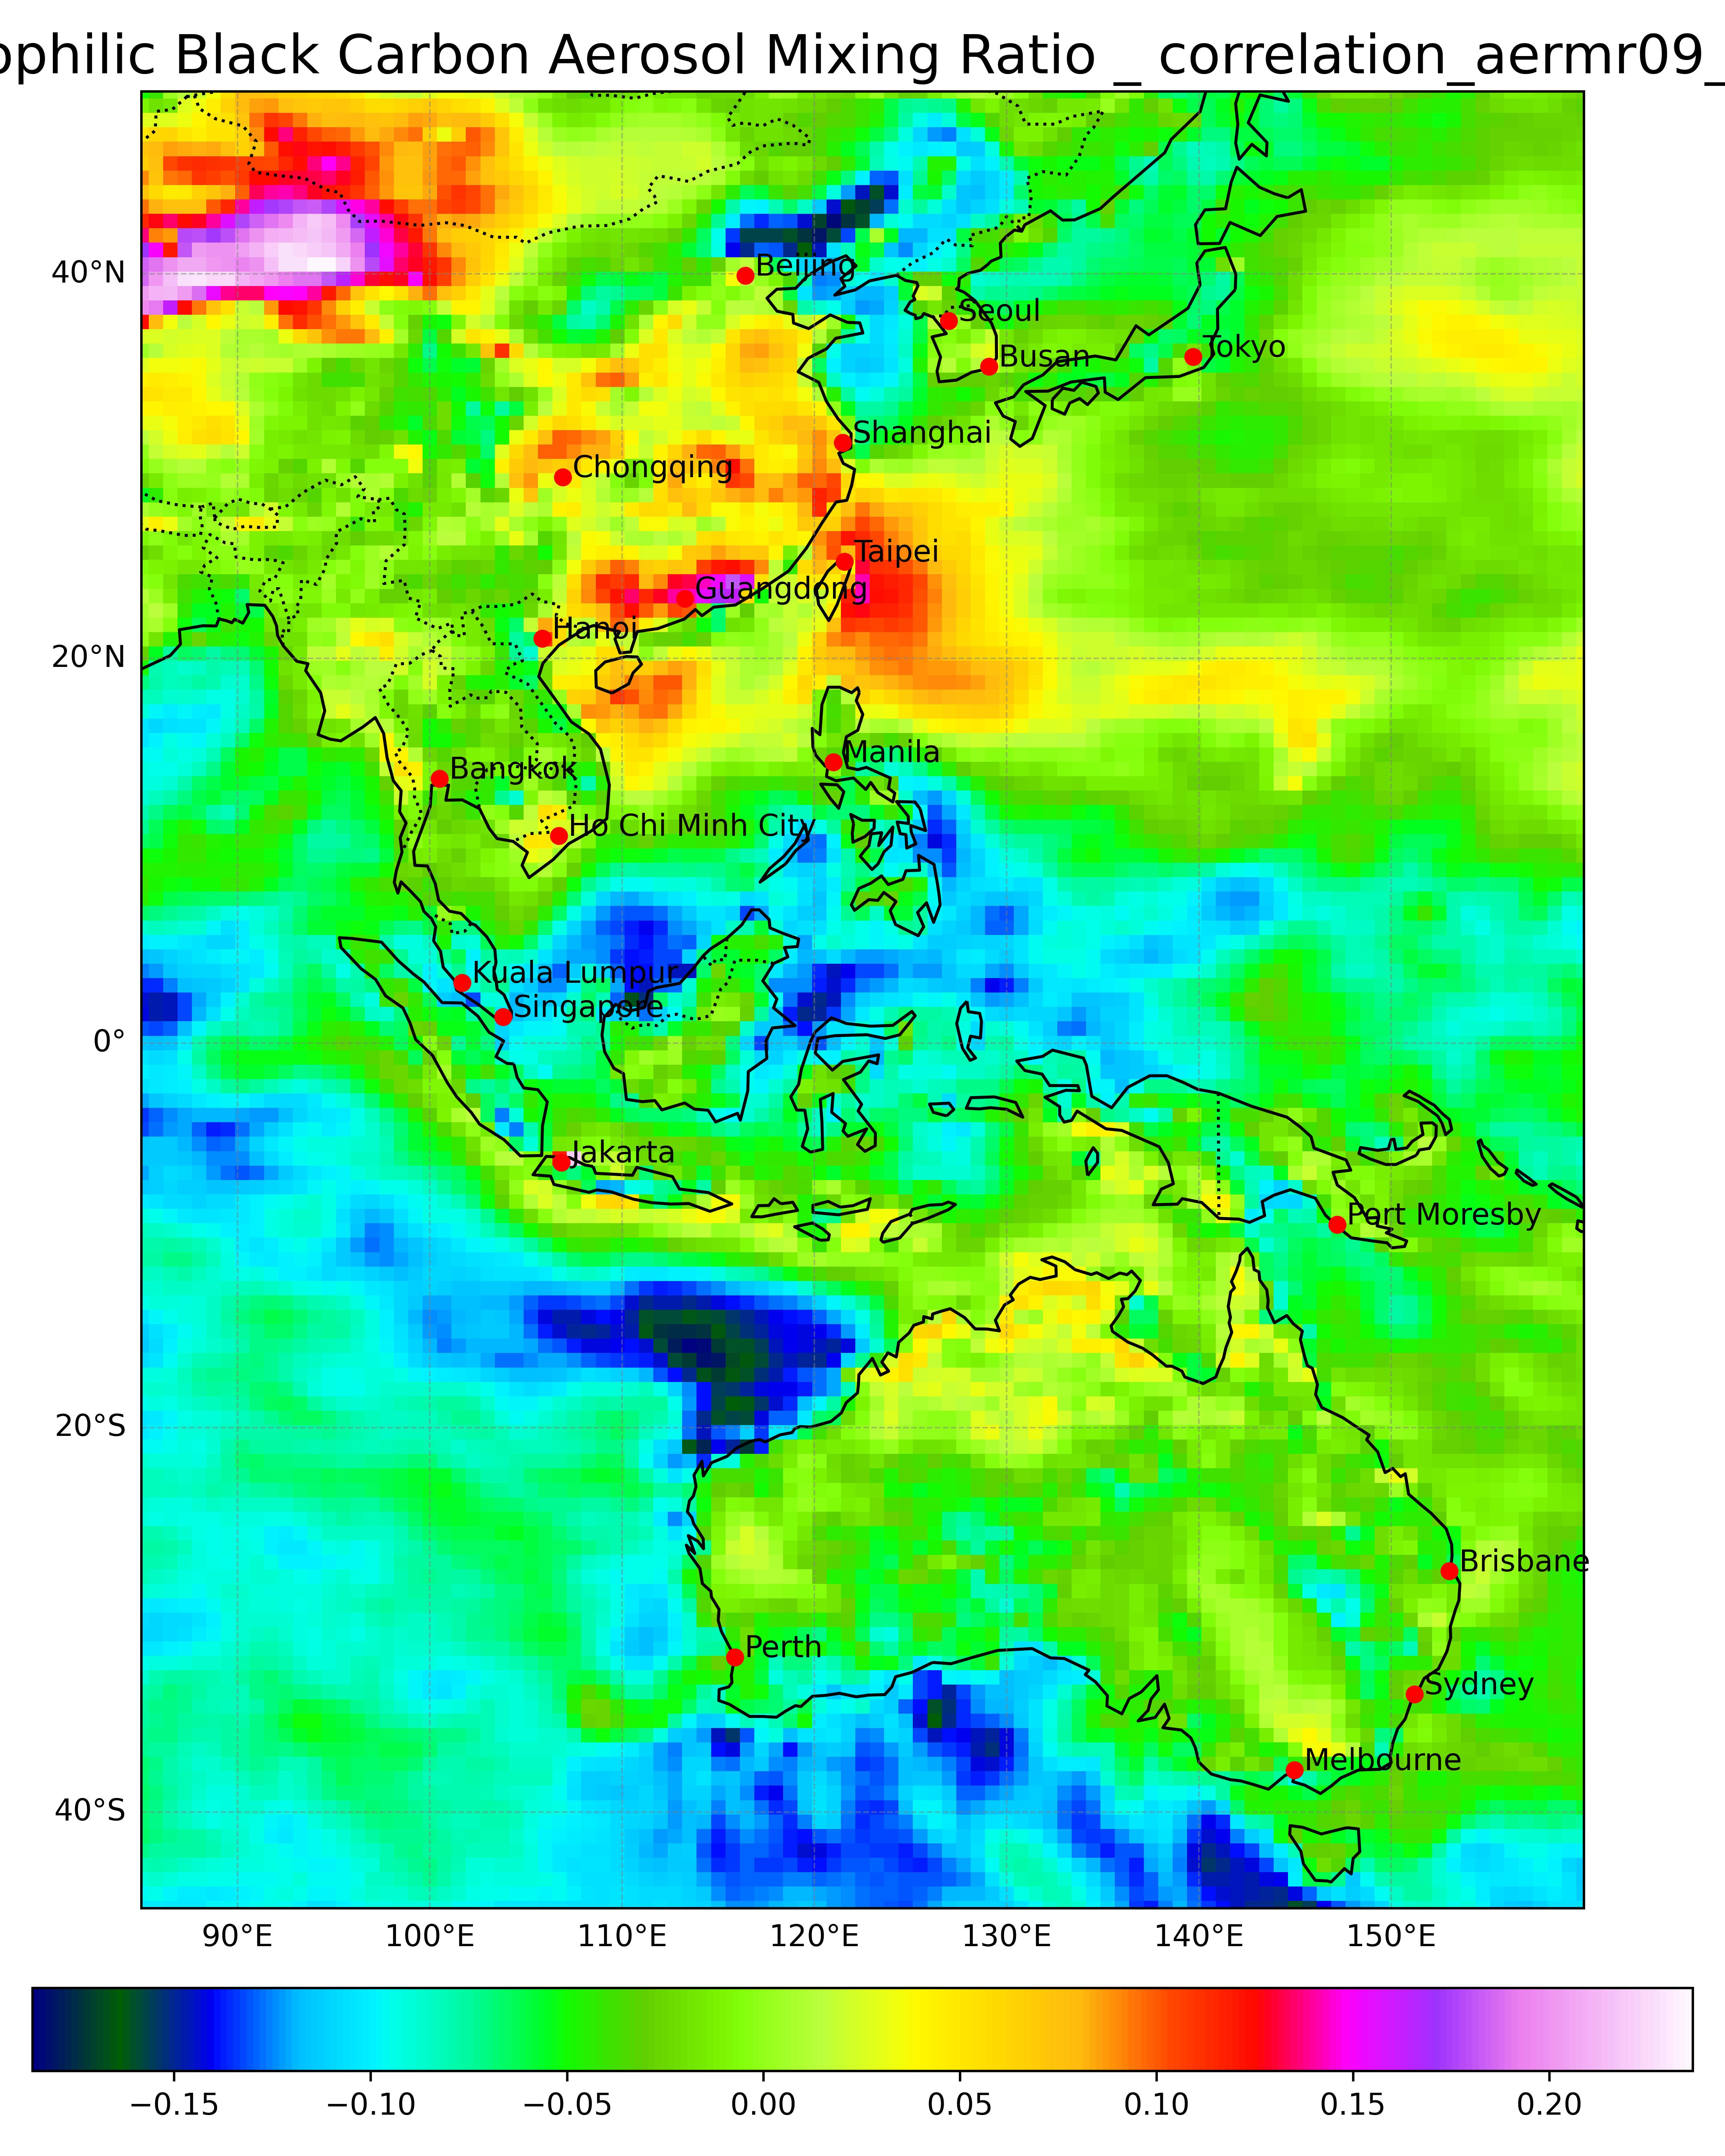 ophilic Black Carbon Aerosol Mixing Ratio _ correlation_aermr09_
40°N
20°N
0°
20°S
40°S
Beijing
Seoul
Busan
Tokyo
Shanghai
Chongqing
Taipei
Guangdong
Hanoi
Manila
Bangkok
Ho Chi Minh City
Kuala Lumpur
Singapore
Jakarta
Port Moresby
Brisbane
Perth
Sydney
Melbourne
90°E 100°E 110°E 120°E 130°E 140°E 150°E
−0.15 −0.10 −0.05 0.00 0.05 0.10 0.15 0.20